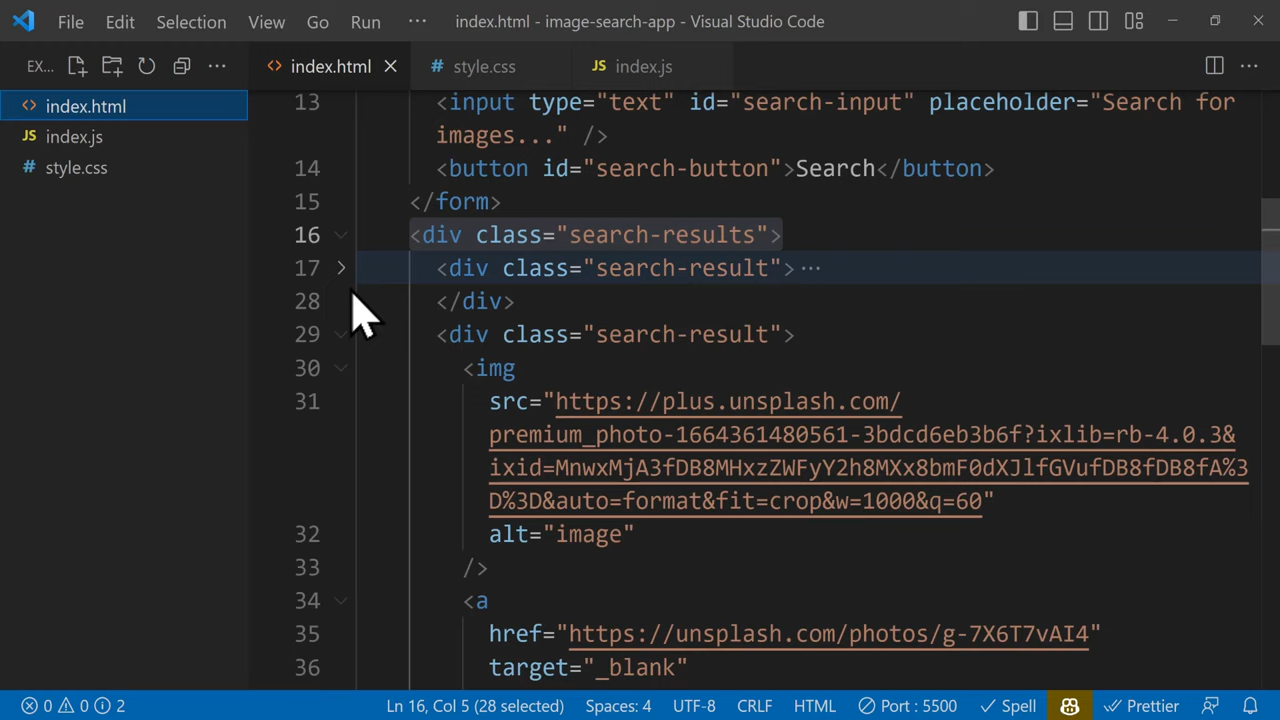 File Edit Selection View Go Run ··· index.html - image-search-app - Visual Studio Code
EX... ··· <> index.html # style.css JS index.js ···
<> index.html
JS index.js
# style.css
13 <input type="text" id="search-input" placeholder="Search for
images..." />
14 <button id="search-button">Search</button>
15 </form>
16 <div class="search-results">
17 <div class="search-result">···
28 </div>
29 <div class="search-result">
30 <img
31 src="https://plus.unsplash.com/
premium_photo-1664361480561-3bdcd6eb3b6f?ixlib=rb-4.0.3&
ixid=MnwxMjA3fDB8MHxzZWFyY2h8MXx8bmF0dXJlfGVufDB8fDB8fA%3
D%3D&auto=format&fit=crop&w=1000&q=60"
32 alt="image"
33 />
34 <a
35 href="https://unsplash.com/photos/g-7X6T7vAI4"
36 target="_blank"
0 0 2 Ln 16, Col 5 (28 selected) Spaces: 4 UTF-8 CRLF HTML Port : 5500 Spell Prettier